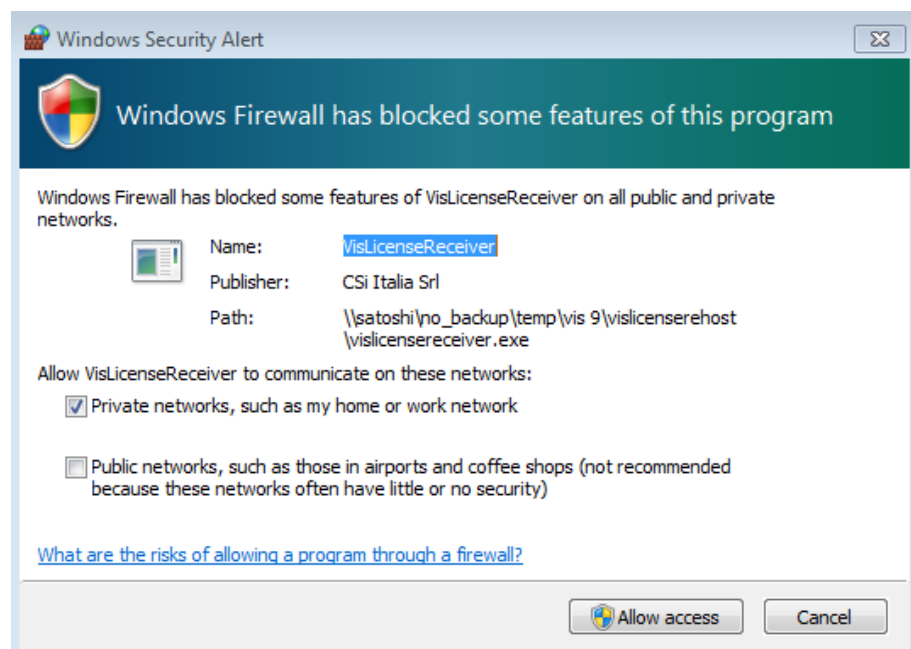 Windows Security Alert
Windows Firewall has blocked some features of this program
Windows Firewall has blocked some features of VisLicenseReceiver on all public and private
networks.
Name: VisLicenseReceiver
Publisher: CSi Italia Srl
Path: \\satoshi\no_backup\temp\vis 9\vislicenserehost
\vislicensereceiver.exe
Allow VisLicenseReceiver to communicate on these networks:
Private networks, such as my home or work network
Public networks, such as those in airports and coffee shops (not recommended
because these networks often have little or no security)
What are the risks of allowing a program through a firewall?
Allow access Cancel